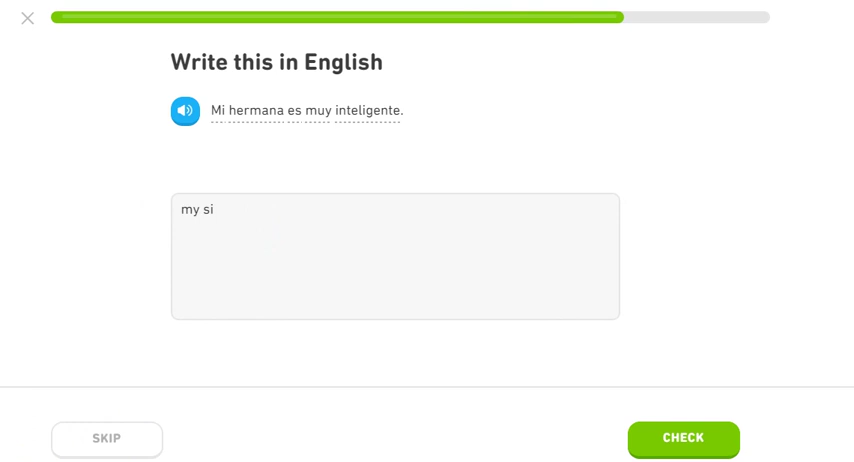 Write this in English
Mi hermana es muy inteligente.
my si
SKIP
CHECK